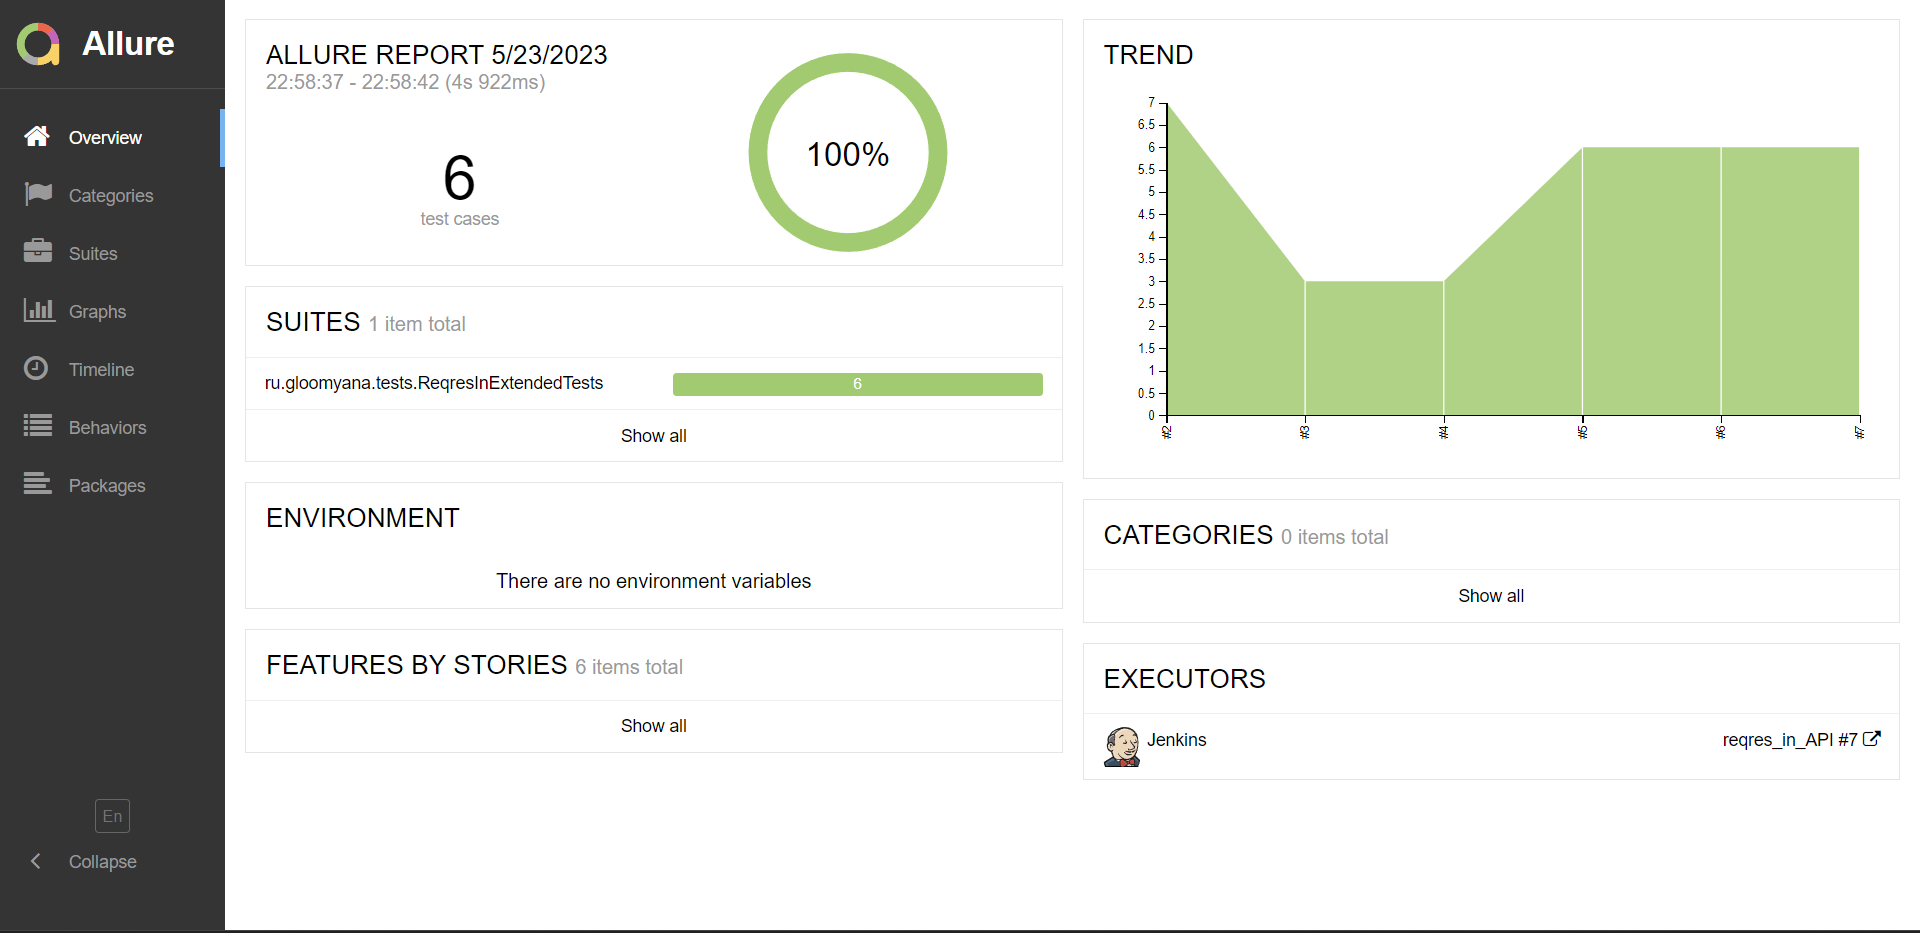 Allure
Overview
Categories
Suites
Graphs
Timeline
Behaviors
Packages
En
Collapse
ALLURE REPORT 5/23/2023
22:58:37 - 22:58:42 (4s 922ms)
6
test cases
100%
SUITES 1 item total
ru.gloomyana.tests.ReqresInExtendedTests 6
Show all
ENVIRONMENT
There are no environment variables
FEATURES BY STORIES 6 items total
Show all
TREND
7
6.5
6
5.5
5
4.5
4
3.5
3
2.5
2
1.5
1
0.5
0
#2 #3 #4 #5 #6 #7
CATEGORIES 0 items total
Show all
EXECUTORS
Jenkins reqres_in_API #7